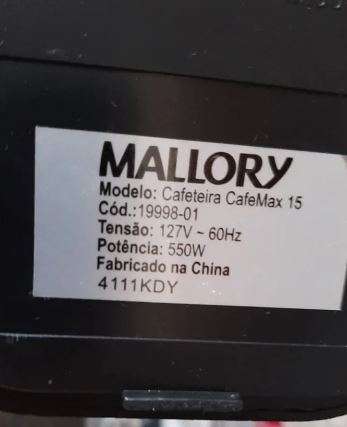 MALLORY
Modelo: Cafeteira CafeMax 15
Cód.:19998-01
Tensão: 127V ~ 60Hz
Potência: 550W
Fabricado na China
4111KDY